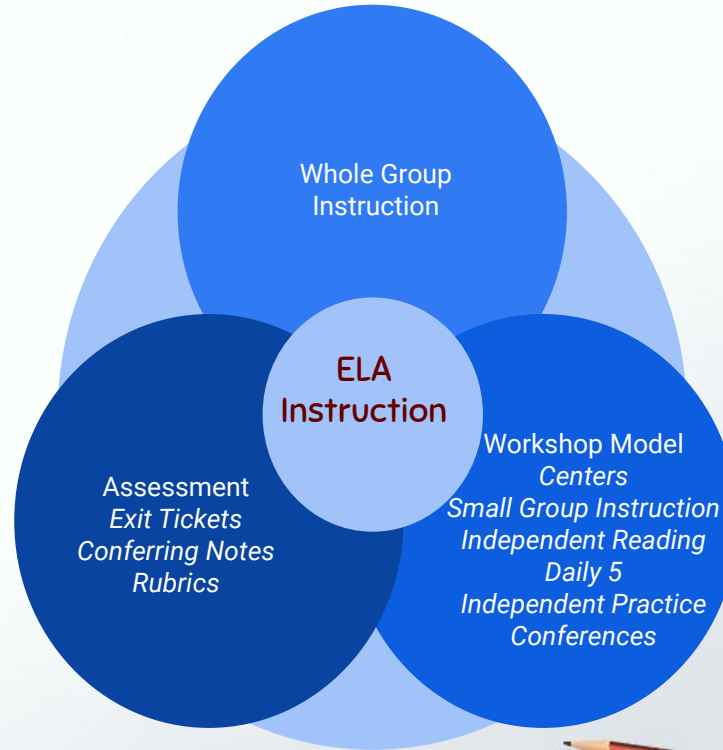 Whole Group
Instruction
ELA
Instruction
Assessment
Exit Tickets
Conferring Notes
Rubrics
Workshop Model
Centers
Small Group Instruction
Independent Reading
Daily 5
Independent Practice
Conferences